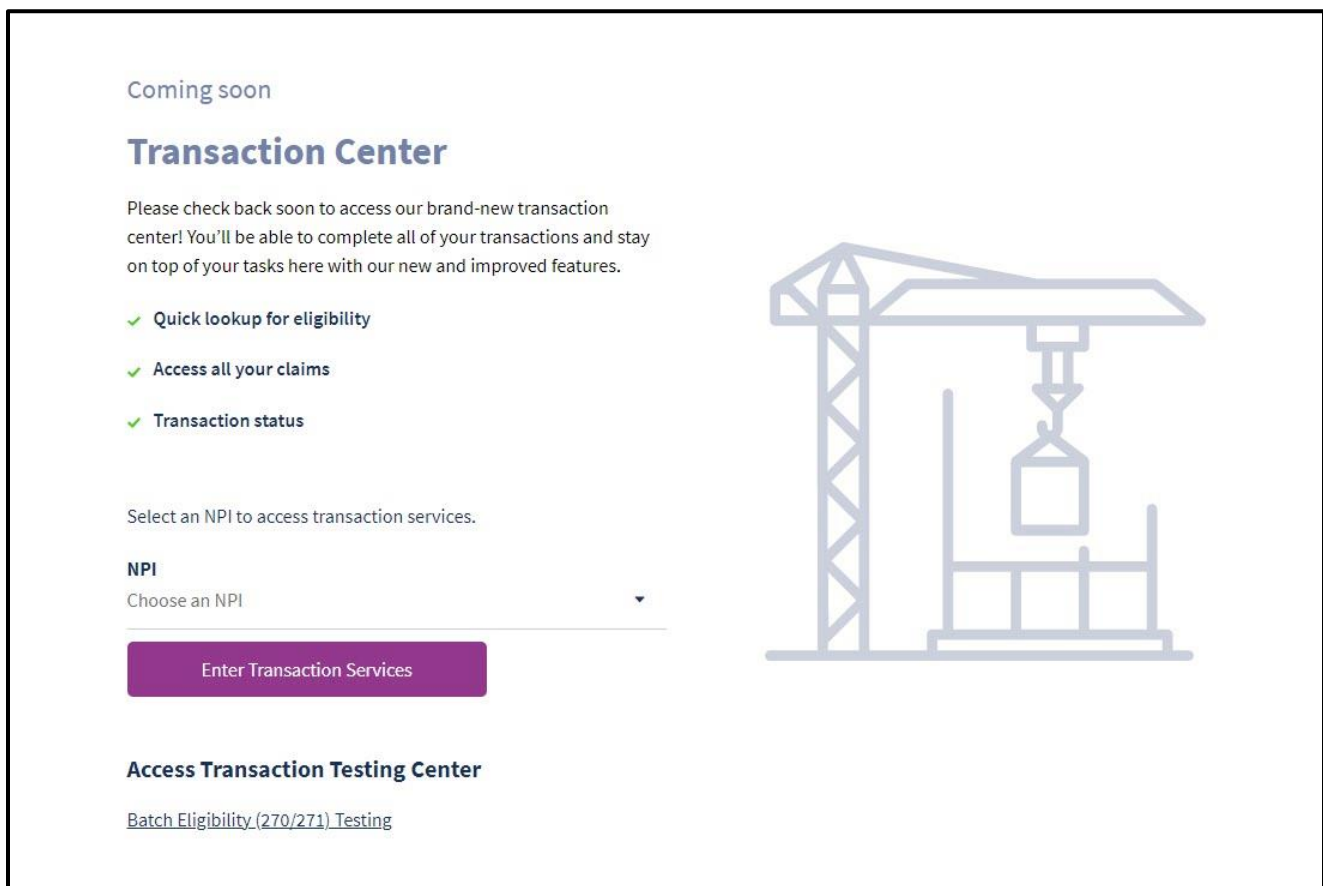 Coming soon
Transaction Center
Please check back soon to access our brand-new transaction
center! You’ll be able to complete all of your transactions and stay
on top of your tasks here with our new and improved features.
Quick lookup for eligibility
Access all your claims
Transaction status
Select an NPI to access transaction services.
NPI
Choose an NPI
Enter Transaction Services
Access Transaction Testing Center
Batch Eligibility (270/271) Testing